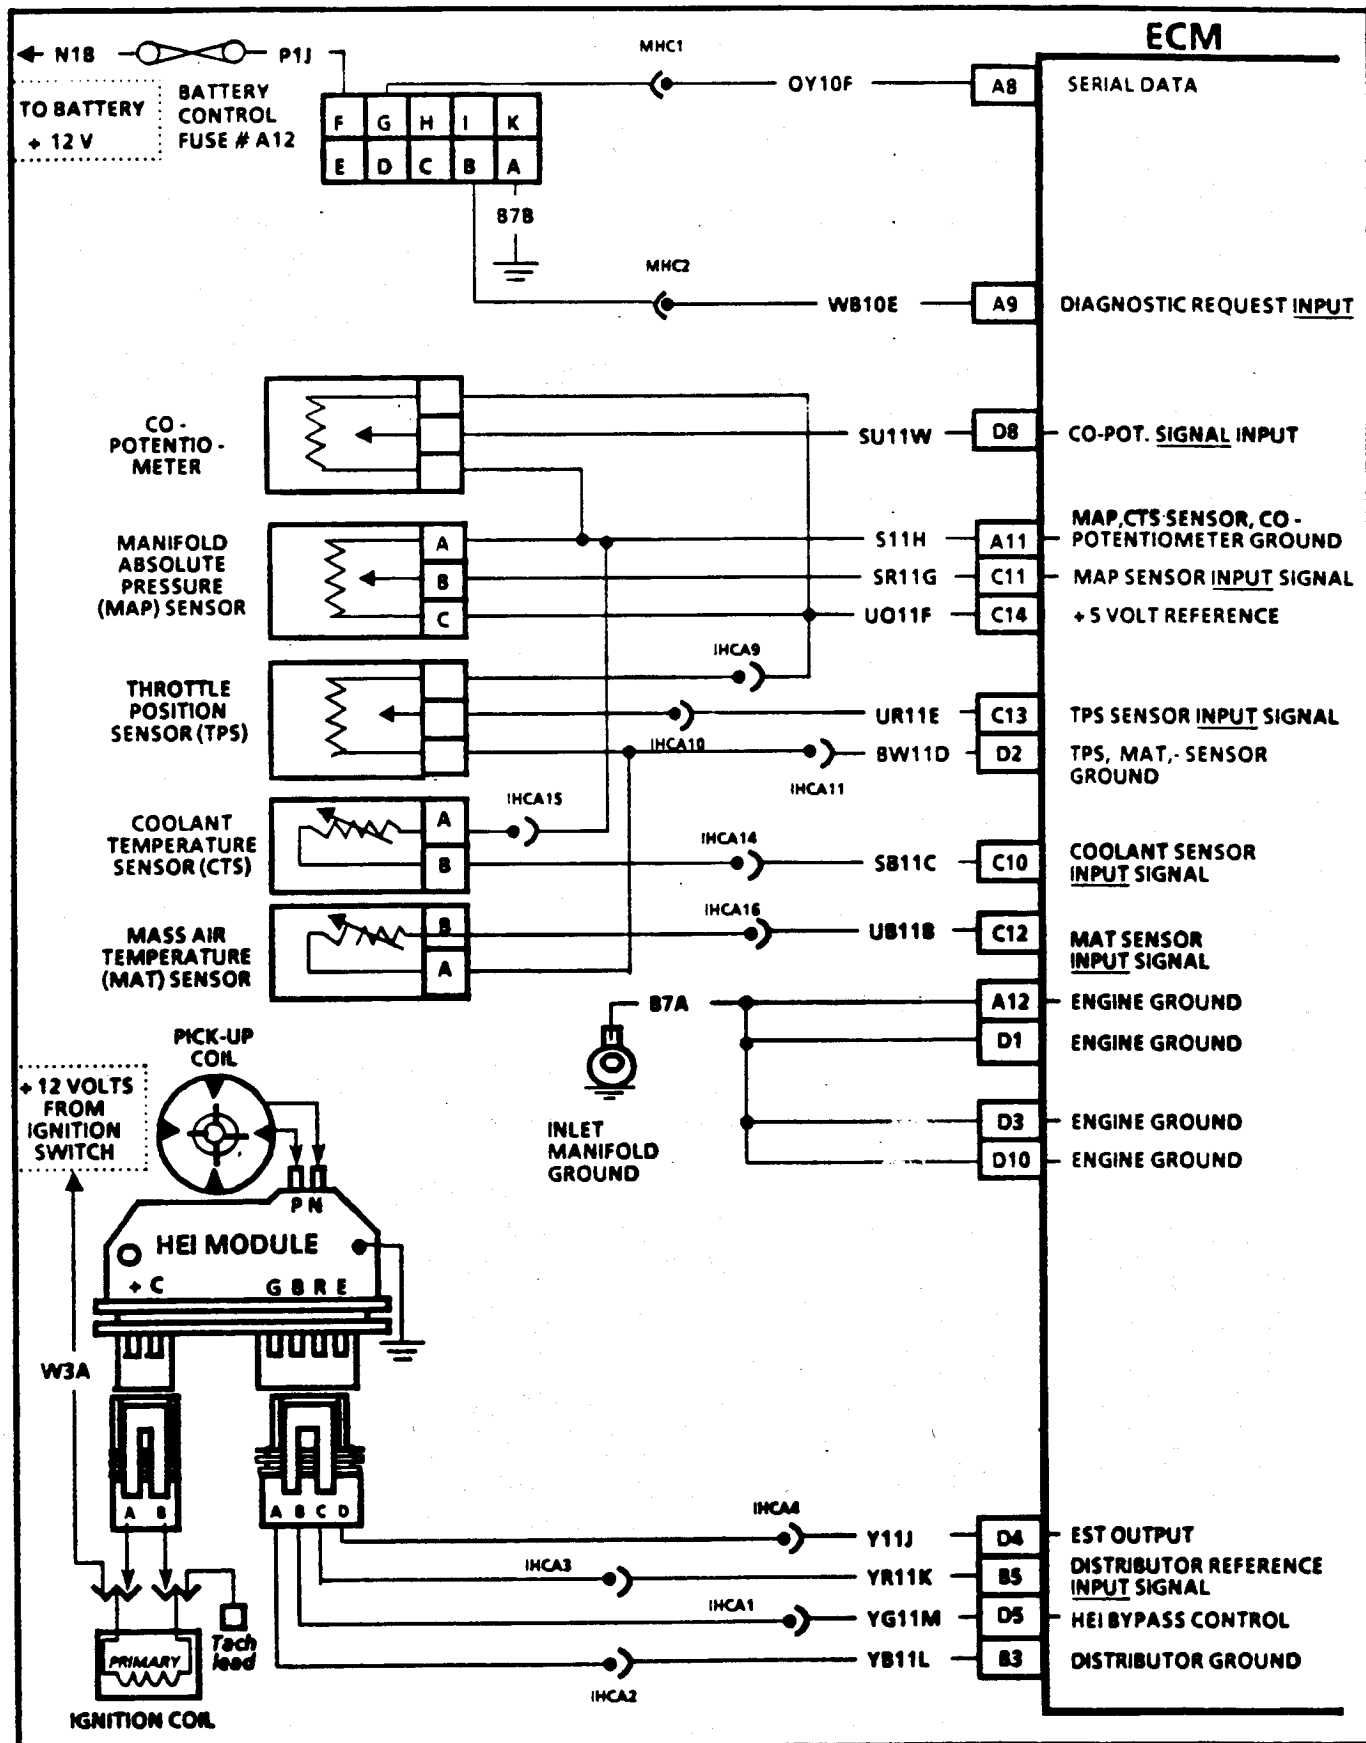 ECM
N1B P1J
MHC1
OY10F
A8 SERIAL DATA
TO BATTERY
+ 12 V
BATTERY
CONTROL
FUSE # A12
F G H I K
E D C B A
B7B
MHC2
WB10E
A9 DIAGNOSTIC REQUEST INPUT
CO -
POTENTIO -
METER
SU11W D8 CO-POT. SIGNAL INPUT
MANIFOLD
ABSOLUTE
PRESSURE
(MAP) SENSOR
A
B
C
S11H A11 MAP,CTS SENSOR, CO -
POTENTIOMETER GROUND
SR11G C11 MAP SENSOR INPUT SIGNAL
UO11F C14 + 5 VOLT REFERENCE
THROTTLE
POSITION
SENSOR (TPS)
IHCA9
IHCA10
UR11E C13 TPS SENSOR INPUT SIGNAL
IHCA11
BW11D D2 TPS, MAT,- SENSOR
GROUND
COOLANT
TEMPERATURE
SENSOR (CTS)
A
B
IHCA15
IHCA14
SB11C C10 COOLANT SENSOR
INPUT SIGNAL
MASS AIR
TEMPERATURE
(MAT) SENSOR
B
A
IHCA16
UB11B C12 MAT SENSOR
INPUT SIGNAL
B7A
A12 ENGINE GROUND
D1 ENGINE GROUND
D3 ENGINE GROUND
D10 ENGINE GROUND
INLET
MANIFOLD
GROUND
PICK-UP
COIL
+ 12 VOLTS
FROM
IGNITION
SWITCH
P N
HEI MODULE
+ C
G B R E
W3A
A B
A B C D
IHCA4
Y11J D4 EST OUTPUT
IHCA3
YR11K B5 DISTRIBUTOR REFERENCE
INPUT SIGNAL
IHCA1
YG11M D5 HEI BYPASS CONTROL
IHCA2
YB11L B3 DISTRIBUTOR GROUND
Tach
lead
PRIMARY
IGNITION COIL